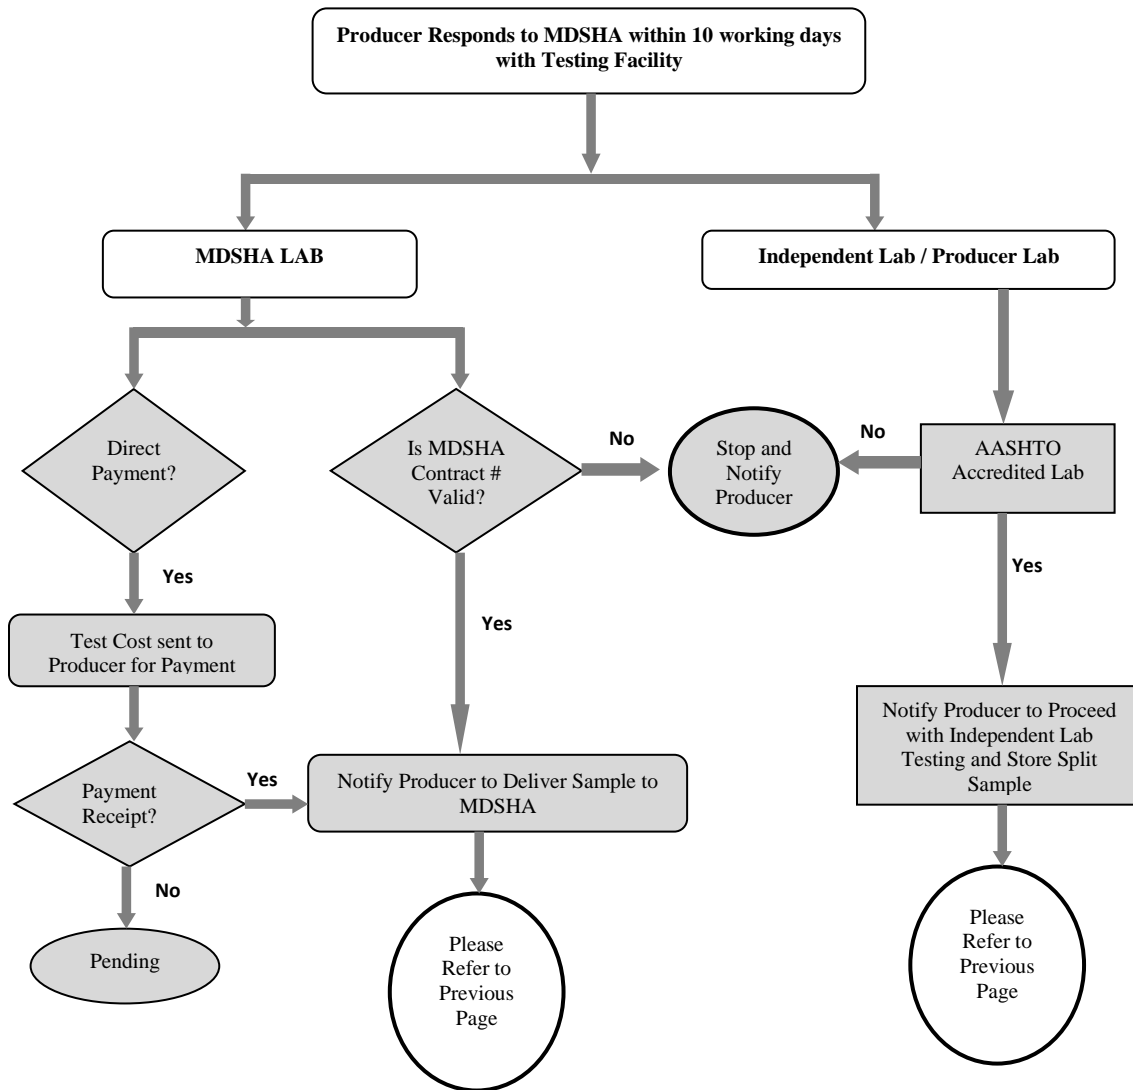 Producer Responds to MDSHA within 10 working days
with Testing Facility
MDSHA LAB
Independent Lab / Producer Lab
Direct
Payment?
Is MDSHA
Contract #
Valid?
No
Stop and
Notify
Producer
No
AASHTO
Accredited Lab
Yes
Yes
Yes
Test Cost sent to
Producer for Payment
Notify Producer to Proceed
with Independent Lab
Testing and Store Split
Sample
Payment
Receipt?
Yes
Notify Producer to Deliver Sample to
MDSHA
No
Pending
Please
Refer to
Previous
Page
Please
Refer to
Previous
Page